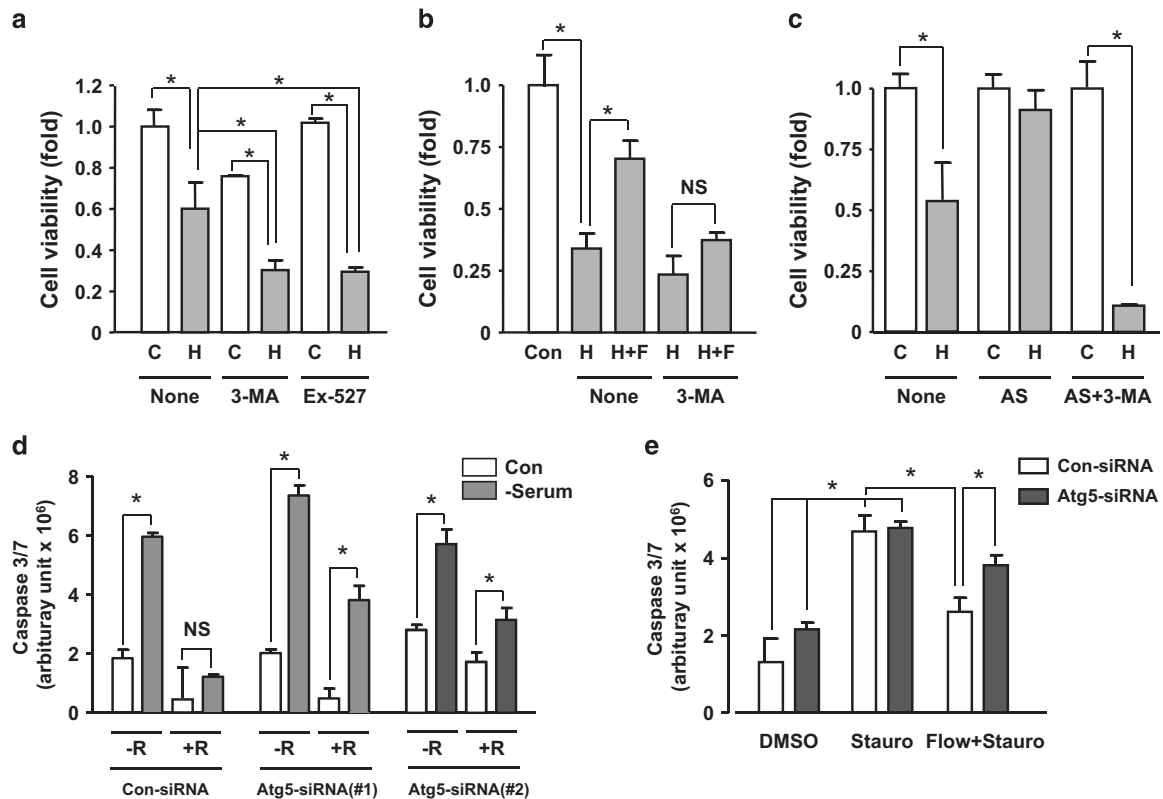 a
Cell viability (fold)
1.2
1.0
0.8
0.6
0.4
0.2
0
* * * * *
C H C H C H
None 3-MA Ex-527
b
Cell viability (fold)
1.0
0.75
0.5
0.25
0
* * NS
Con H H+F H H+F
None 3-MA
c
Cell viability (fold)
1.0
0.75
0.5
0.25
0
* *
C H C H C H
None AS AS+3-MA
d
Caspase 3/7
(arbituray unit x 10⁶)
8
6
4
2
0
Con
-Serum
* NS * * * *
-R +R -R +R -R +R
Con-siRNA Atg5-siRNA(#1) Atg5-siRNA(#2)
e
Caspase 3/7
(arbituray unit x 10⁶)
6
4
2
0
Con-siRNA
Atg5-siRNA
* * *
DMSO Stauro Flow+Stauro